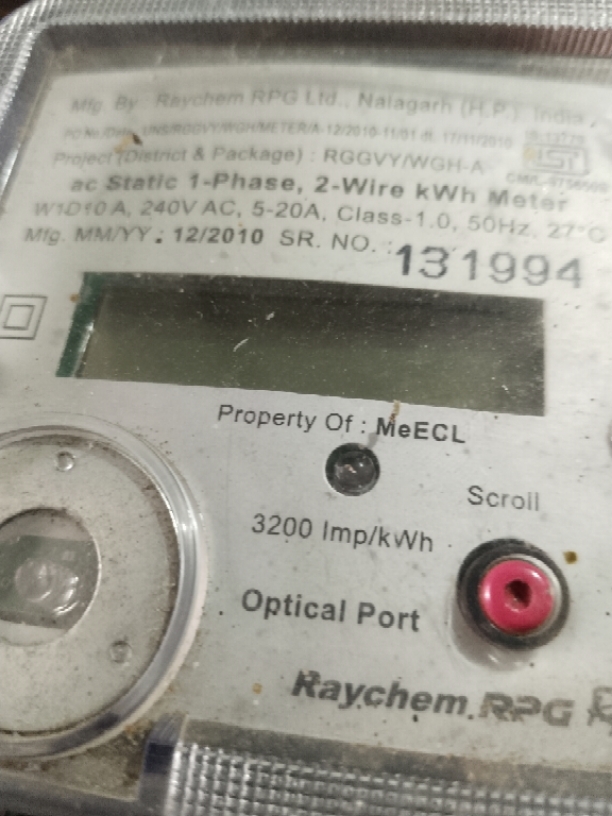 Mfg. By : Raychem RPG Ltd., Nalagarh (H.P.), India,
Project (District & Package) : RGGVY/WGH-A
ac Static 1-Phase, 2-Wire kWh Meter
W1D10 A, 240V AC, 5-20A, Class-1.0, 50Hz, 27°C
Mfg. MM/YY : 12/2010 SR. NO. : 131994
Property Of : MeECL
Scroll
3200 Imp/kWh
Optical Port
Raychem RPG